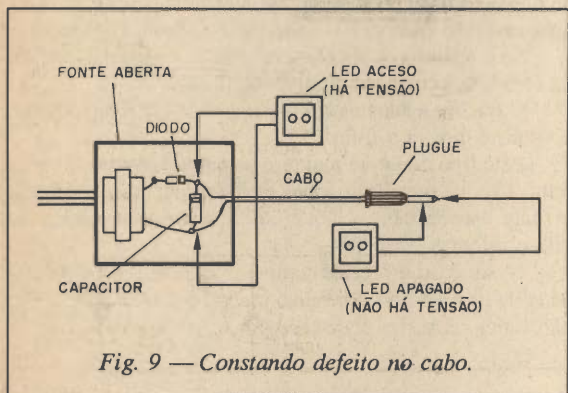 FONTE ABERTA
LED ACESO
(HÁ TENSÃO)
DIODO
PLUGUE
CABO
CAPACITOR
LED APAGADO
(NÃO HÁ TENSÃO)
Fig. 9 — Constando defeito no cabo.